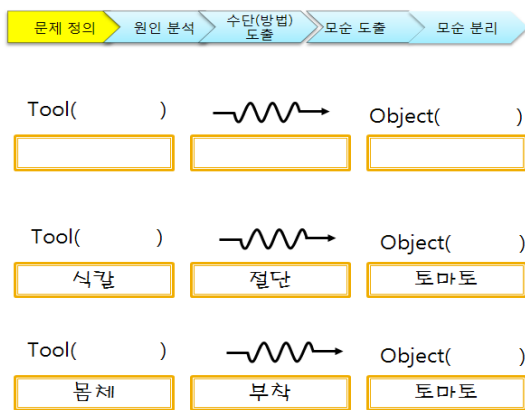 문제 정의
원인 분석
수단(방법)
도출
모순 도출
모순 분리
Tool( )
Object( )
Tool( )
Object( )
식칼
절단
토마토
Tool( )
Object( )
몸체
부착
토마토